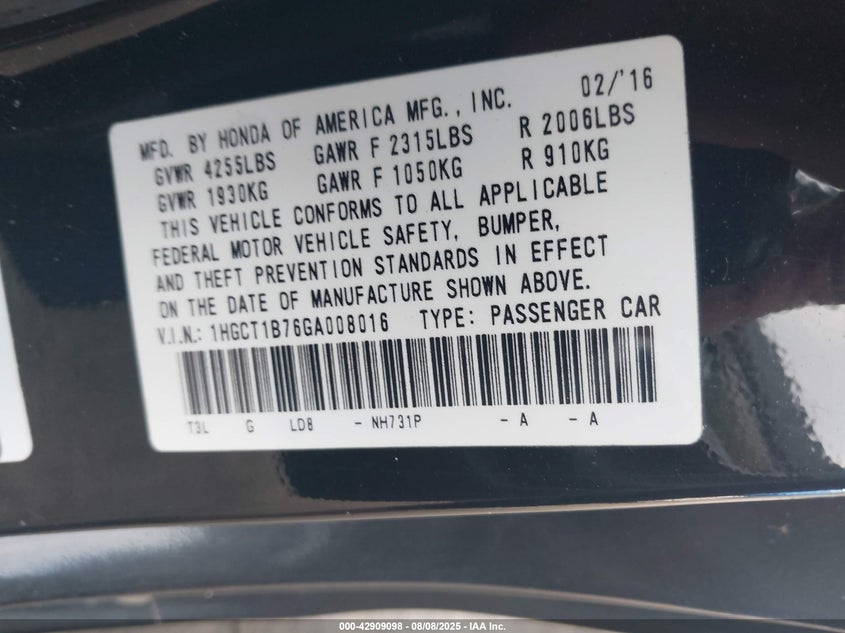 02/'16
MFD. BY HONDA OF AMERICA MFG., INC.
GVWR 4255LBS GAWR F 2315LBS R 2006LBS
GVWR 1930KG GAWR F 1050KG R 910KG
THIS VEHICLE CONFORMS TO ALL APPLICABLE
FEDERAL MOTOR VEHICLE SAFETY, BUMPER,
AND THEFT PREVENTION STANDARDS IN EFFECT
ON THE DATE OF MANUFACTURE SHOWN ABOVE.
V.I.N.: 1HGCT1B76GA008016 TYPE: PASSENGER CAR
T3L G LD8 - NH731P - A - A
000-42909098 - 08/08/2025 - IAA Inc.